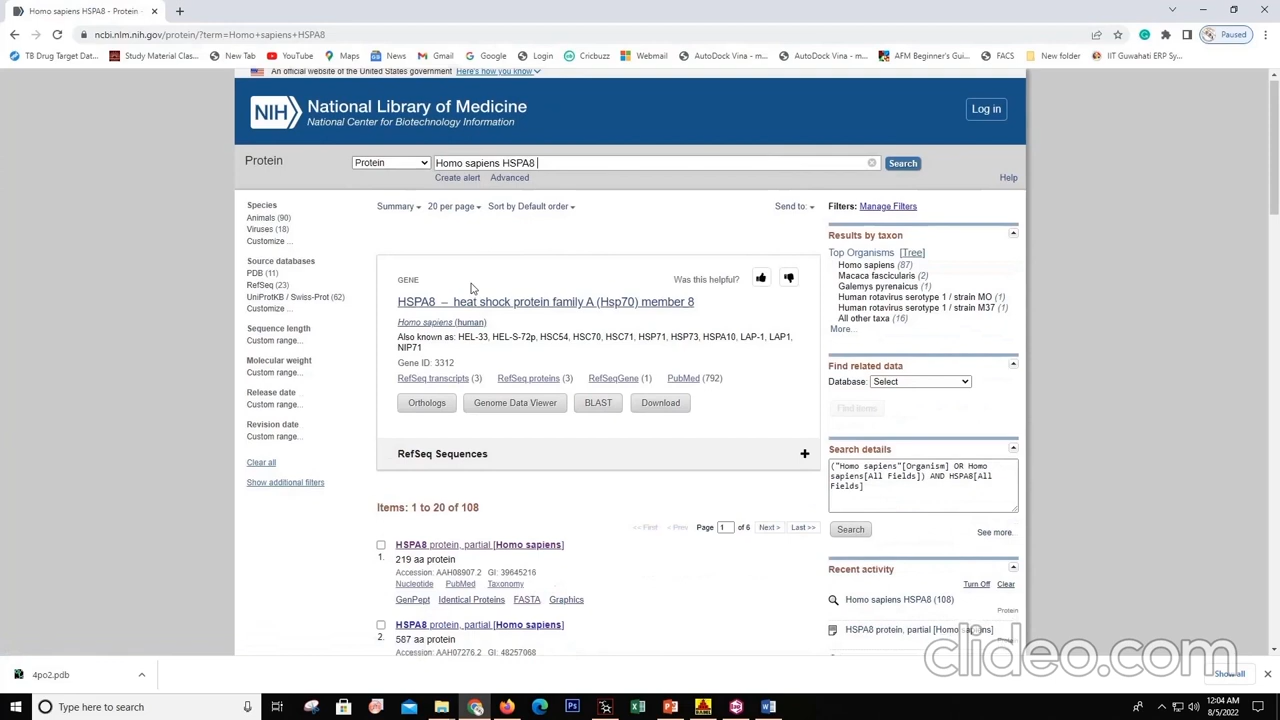 Homo sapiens HSPA8 - Protein -
ncbi.nlm.nih.gov/protein/?term=Homo+sapiens+HSPA8
Paused
TB Drug Target Dat...
Study Material Class...
New Tab
YouTube
Maps
News
Gmail
Google
Login
Cricbuzz
Webmail
AutoDock Vina - m...
AutoDock Vina — m...
AFM Beginner's Gui...
FACS
New folder
IIT Guwahati ERP Sy...
An official website of the United States government Here's how you know
NIH National Library of Medicine
National Center for Biotechnology Information
Log in
Protein
Protein
Homo sapiens HSPA8
Search
Create alert Advanced
Help
Species
Animals (90)
Viruses (18)
Customize ...
Source databases
PDB (11)
RefSeq (23)
UniProtKB / Swiss-Prot (62)
Customize ...
Sequence length
Custom range...
Molecular weight
Custom range...
Release date
Custom range...
Revision date
Custom range...
Clear all
Show additional filters
Summary 20 per page Sort by Default order
Send to:
GENE
Was this helpful?
HSPA8 – heat shock protein family A (Hsp70) member 8
Homo sapiens (human)
Also known as: HEL-33, HEL-S-72p, HSC54, HSC70, HSC71, HSP71, HSP73, HSPA10, LAP-1, LAP1,
NIP71
Gene ID: 3312
RefSeq transcripts (3) RefSeq proteins (3) RefSeqGene (1) PubMed (792)
Orthologs Genome Data Viewer BLAST Download
RefSeq Sequences +
Items: 1 to 20 of 108
<< First < Prev Page 1 of 6 Next > Last >>
HSPA8 protein, partial [Homo sapiens]
1.
219 aa protein
Accession: AAH08907.2 GI: 39645216
Nucleotide PubMed Taxonomy
GenPept Identical Proteins FASTA Graphics
HSPA8 protein, partial [Homo sapiens]
2.
587 aa protein
Accession: AAH07276.2 GI: 48257068
Filters: Manage Filters
Results by taxon
Top Organisms [Tree]
Homo sapiens (87)
Macaca fascicularis (2)
Galemys pyrenaicus (1)
Human rotavirus serotype 1 / strain MO (1)
Human rotavirus serotype 1 / strain M37 (1)
All other taxa (16)
More...
Find related data
Database: Select
Find items
Search details
("Homo sapiens"[Organism] OR Homo
sapiens[All Fields]) AND HSPA8[All
Fields]
Search
See more...
Recent activity
Turn Off Clear
Homo sapiens HSPA8 (108)
Protein
HSPA8 protein, partial [Homo sapiens]
clideo.com
4po2.pdb
Show all
Type here to search
12:04 AM
8/5/2022